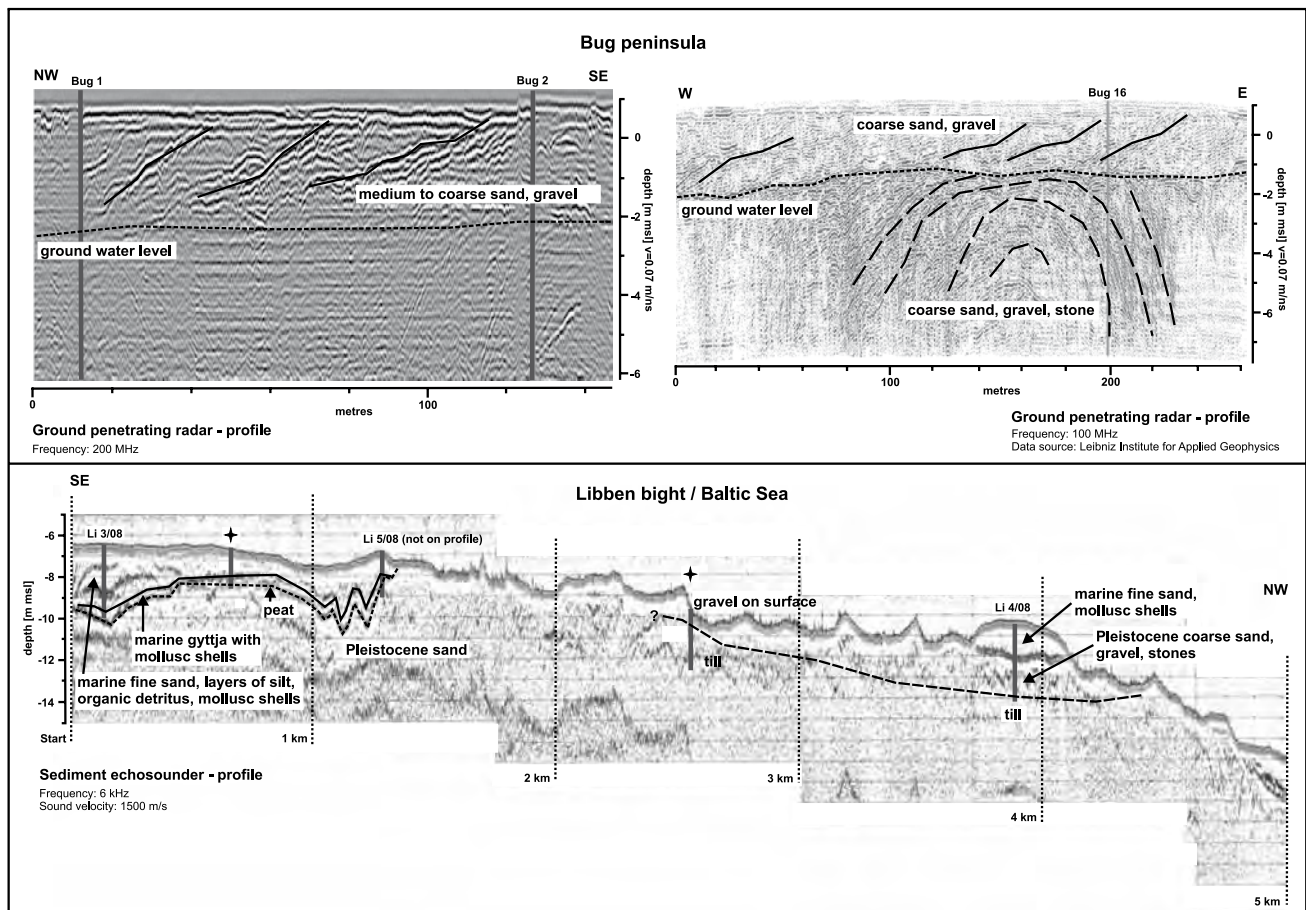 Bug peninsula
NW
Bug 1
Bug 2
SE
0
-2
-4
-6
depth [m msl] v=0.07 m/ns
medium to coarse sand, gravel
ground water level
0
100
metres
Ground penetrating radar - profile
Frequency: 200 MHz
W
Bug 16
E
coarse sand, gravel
0
-2
-4
-6
depth [m msl] v=0.07 m/ns
ground water level
coarse sand, gravel, stone
0
100
200
metres
Ground penetrating radar - profile
Frequency: 100 MHz
Data source: Leibniz Institute for Applied Geophysics
SE
Libben bight / Baltic Sea
NW
-6
-8
-10
-12
-14
depth [m msl]
Li 3/08
Li 5/08 (not on profile)
peat
marine gyttja with
mollusc shells
marine fine sand, layers of silt,
organic detritus, mollusc shells
Pleistocene sand
?
gravel on surface
till
Li 4/08
marine fine sand,
mollusc shells
Pleistocene coarse sand,
gravel, stones
till
Start
1 km
2 km
3 km
4 km
5 km
Sediment echosounder - profile
Frequency: 6 kHz
Sound velocity: 1500 m/s